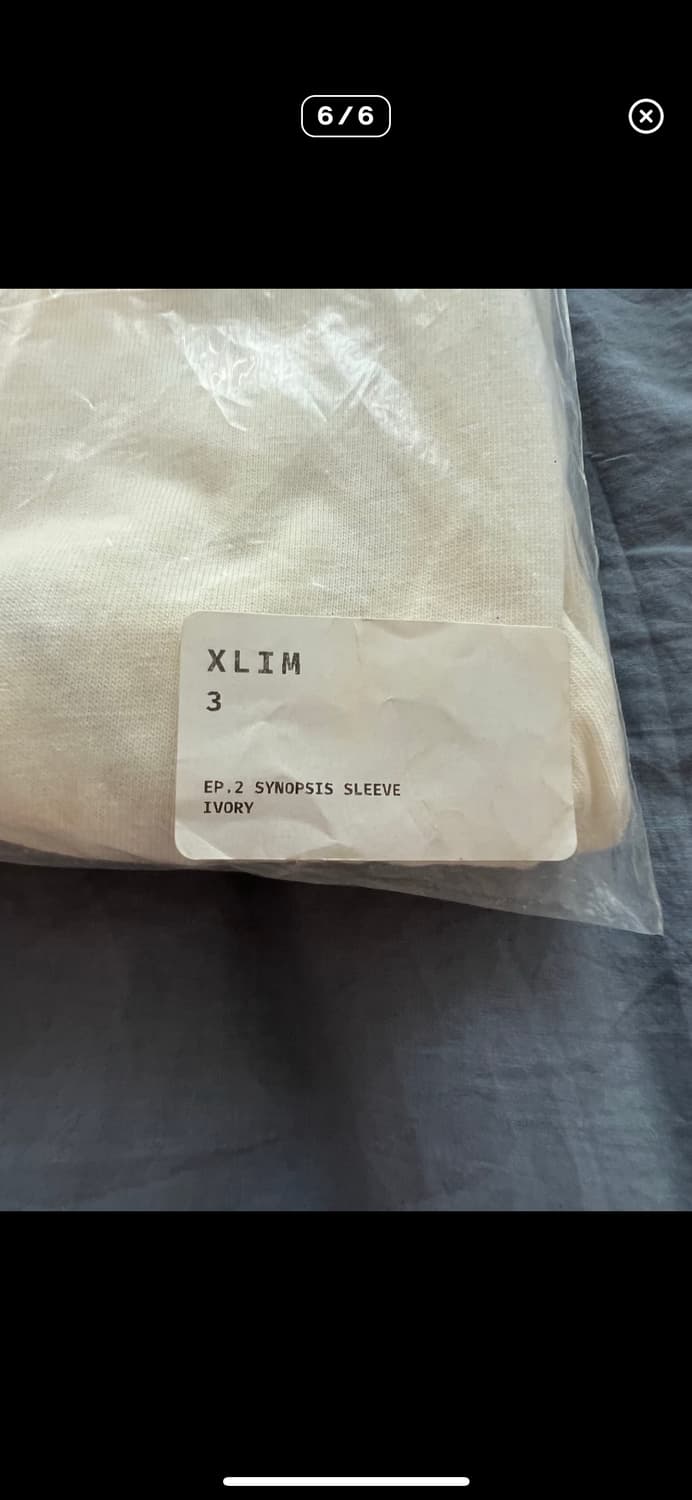 6/6
XLIM
3
EP.2 SYNOPSIS SLEEVE
IVORY